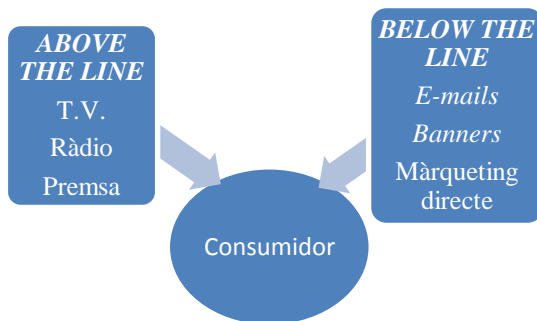 ABOVE
THE LINE
T.V.
Ràdio
Premsa
BELOW THE
LINE
E-mails
Banners
Màrqueting
directe
Consumidor